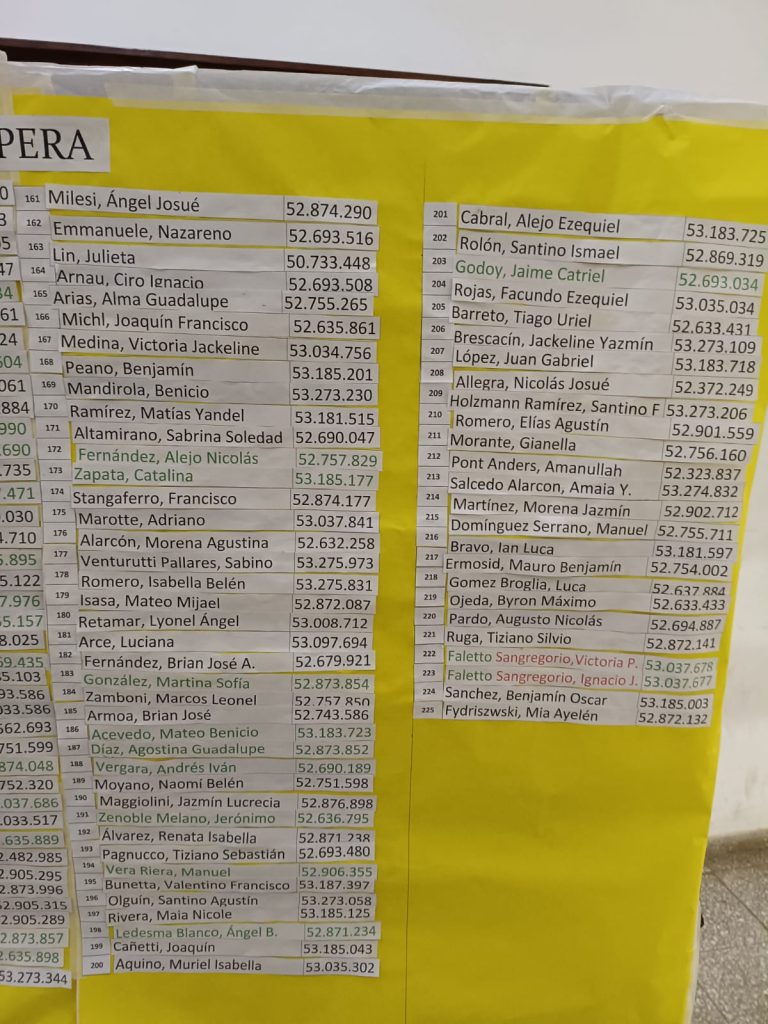 PERA
161 Milesi, Ángel Josué 52.874.290
162 Emmanuele, Nazareno 52.693.516
163 Lin, Julieta 50.733.448
164 Arnau, Ciro Ignacio 52.693.508
165 Arias, Alma Guadalupe 52.755.265
166 Michl, Joaquín Francisco 52.635.861
167 Medina, Victoria Jackeline 53.034.756
168 Peano, Benjamín 53.185.201
169 Mandirola, Benicio 53.273.230
170 Ramírez, Matías Yandel 53.181.515
171 Altamirano, Sabrina Soledad 52.690.047
172 Fernández, Alejo Nicolás 52.757.829
173 Zapata, Catalina 53.185.177
174 Stangaferro, Francisco 52.874.177
175 Marotte, Adriano 53.037.841
176 Alarcón, Morena Agustina 52.632.258
177 Venturutti Pallares, Sabino 53.275.973
178 Romero, Isabella Belén 53.275.831
179 Isasa, Mateo Mijael 52.872.087
180 Retamar, Lyonel Ángel 53.008.712
181 Arce, Luciana 53.097.694
182 Fernández, Brian José A. 52.679.921
183 González, Martina Sofía 52.873.854
184 Zamboni, Marcos Leonel 52.757.850
185 Armoa, Brian José 52.743.586
186 Acevedo, Mateo Benicio 53.183.723
187 Díaz, Agostina Guadalupe 52.873.852
188 Vergara, Andrés Iván 52.690.189
189 Moyano, Naomí Belén 52.751.598
190 Maggiolini, Jazmín Lucrecia 52.876.898
191 Zenoble Melano, Jerónimo 52.636.795
192 Álvarez, Renata Isabella 52.871.238
193 Pagnucco, Tiziano Sebastián 52.693.480
194 Vera Riera, Manuel 52.906.355
195 Bunetta, Valentino Francisco 53.187.397
196 Olguín, Santino Agustín 53.273.058
197 Rivera, Maia Nicole 53.185.125
198 Ledesma Blanco, Ángel B. 52.871.234
199 Cañetti, Joaquín 53.185.043
200 Aquino, Muriel Isabella 53.035.302
201 Cabral, Alejo Ezequiel 53.183.725
202 Rolón, Santino Ismael 52.869.319
203 Godoy, Jaime Catriel 52.693.034
204 Rojas, Facundo Ezequiel 53.035.034
205 Barreto, Tiago Uriel 52.633.431
206 Brescacín, Jackeline Yazmín 53.273.109
207 López, Juan Gabriel 53.183.718
208 Allegra, Nicolás Josué 52.372.249
209 Holzmann Ramírez, Santino F 53.273.206
210 Romero, Elías Agustín 52.901.559
211 Morante, Gianella 52.756.160
212 Pont Anders, Amanullah 52.323.837
213 Salcedo Alarcon, Amaia Y. 53.274.832
214 Martínez, Morena Jazmín 52.902.712
215 Domínguez Serrano, Manuel 52.755.711
216 Bravo, Ian Luca 53.181.597
217 Ermosid, Mauro Benjamín 52.754.002
218 Gomez Broglia, Luca 52.637.884
219 Ojeda, Byron Máximo 52.633.433
220 Pardo, Augusto Nicolás 52.694.887
221 Ruga, Tiziano Silvio 52.872.141
222 Faletto Sangregorio,Victoria P. 53.037.678
223 Faletto Sangregorio, Ignacio J. 53.037.677
224 Sanchez, Benjamín Oscar 53.185.003
225 Fydriszwski, Mia Ayelén 52.872.132